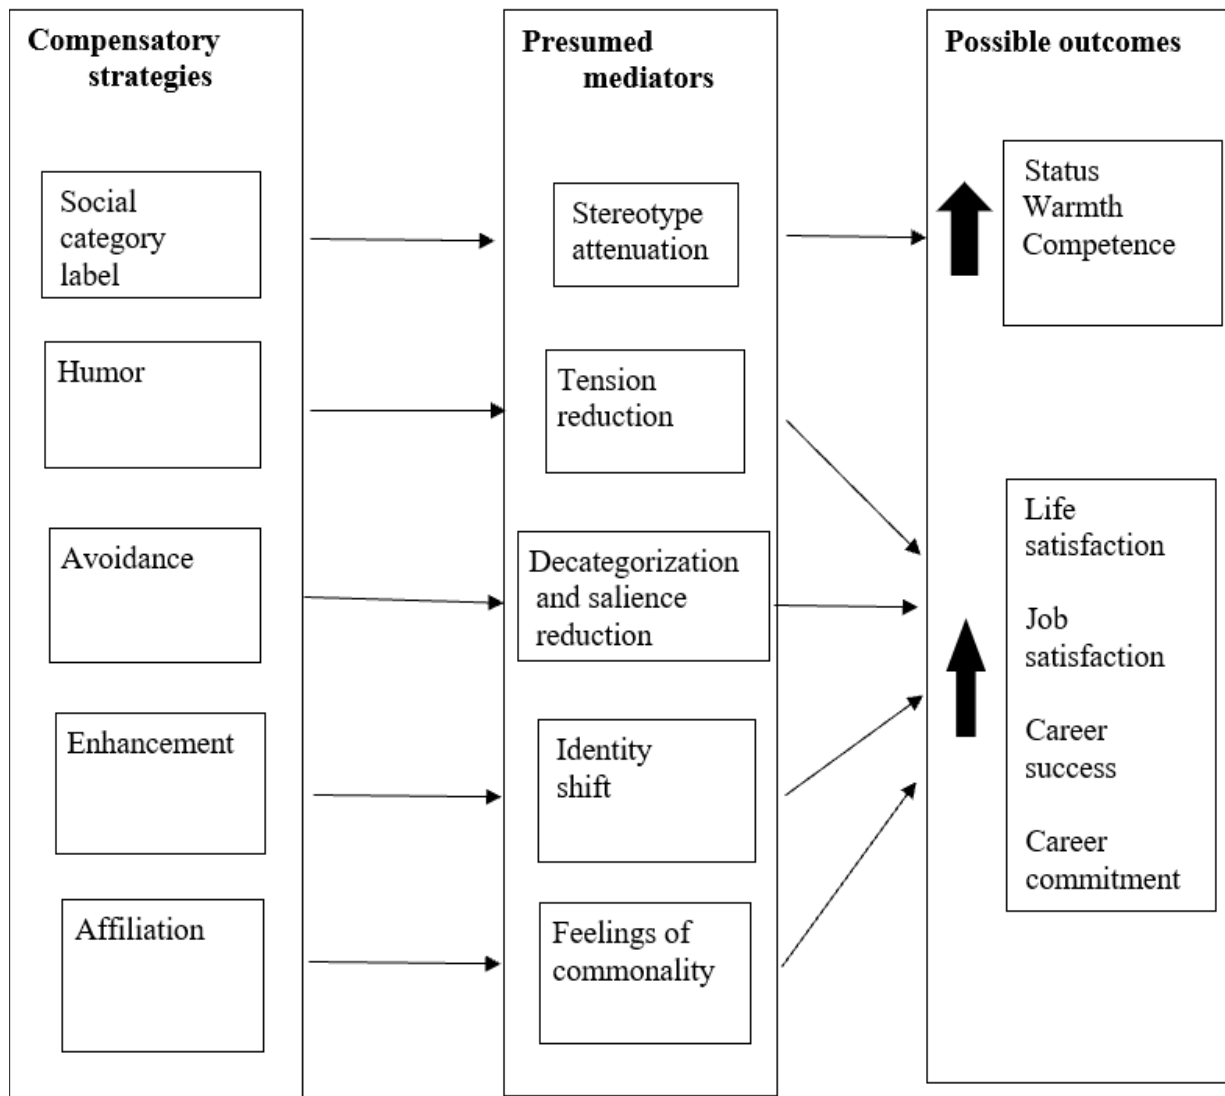 Compensatory
strategies
Social
category
label
Humor
Avoidance
Enhancement
Affiliation
Presumed
mediators
Stereotype
attenuation
Tension
reduction
Decategorization
and salience
reduction
Identity
shift
Feelings of
commonality
Possible outcomes
Status
Warmth
Competence
Life
satisfaction
Job
satisfaction
Career
success
Career
commitment